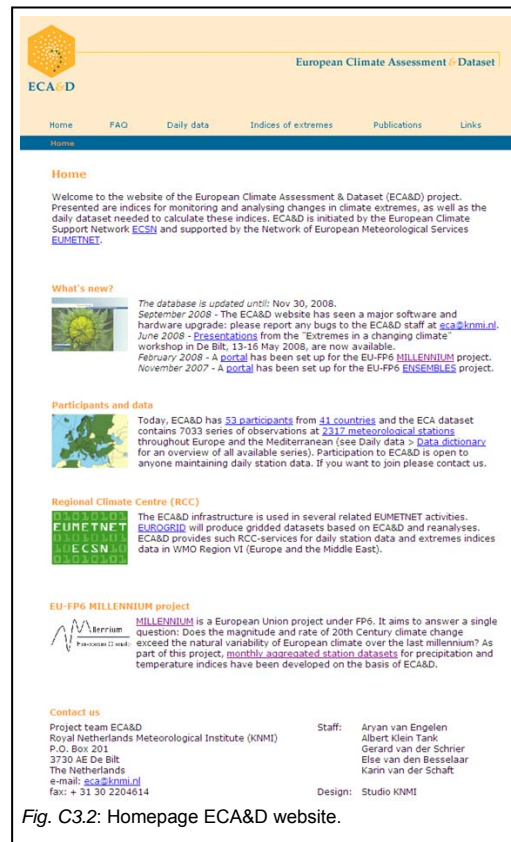 European Climate Assessment & Dataset
ECA&D
Home FAQ Daily data Indices of extremes Publications Links
Home
Home
Welcome to the website of the European Climate Assessment & Dataset (ECA&D) project.
Presented are indices for monitoring and analysing changes in climate extremes, as well as the
daily dataset needed to calculate these indices. ECA&D is initiated by the European Climate
Support Network ECSN and supported by the Network of European Meteorological Services
EUMETNET.
What's new?
The database is updated until: Nov 30, 2008.
September 2008 - The ECA&D website has seen a major software and
hardware upgrade: please report any bugs to the ECA&D staff at eca@knmi.nl.
June 2008 - Presentations from the "Extremes in a changing climate"
workshop in De Bilt, 13-16 May 2008, are now available.
February 2008 - A portal has been set up for the EU-FP6 MILLENNIUM project.
November 2007 - A portal has been set up for the EU-FP6 ENSEMBLES project.
Participants and data
Today, ECA&D has 53 participants from 41 countries and the ECA dataset
contains 7033 series of observations at 2317 meteorological stations
throughout Europe and the Mediterranean (see Daily data > Data dictionary
for an overview of all available series). Participation to ECA&D is open to
anyone maintaining daily station data. If you want to join please contact us.
Regional Climate Centre (RCC)
EUMETNET
ECSN
The ECA&D infrastructure is used in several related EUMETNET activities.
EUROGRID will produce gridded datasets based on ECA&D and reanalyses.
ECA&D provides such RCC-services for daily station data and extremes indices
data in WMO Region VI (Europe and the Middle East).
EU-FP6 MILLENNIUM project
MILLENNIUM is a European Union project under FP6. It aims to answer a single
question: Does the magnitude and rate of 20th Century climate change
exceed the natural variability of European climate over the last millennium? As
part of this project, monthly aggregated station datasets for precipitation and
temperature indices have been developed on the basis of ECA&D.
Contact us
Project team ECA&D Staff: Aryan van Engelen
Royal Netherlands Meteorological Institute (KNMI) Albert Klein Tank
P.O. Box 201 Gerard van der Schrier
3730 AE De Bilt Else van den Besselaar
The Netherlands Karin van der Schaft
e-mail: eca@knmi.nl
fax: + 31 30 2204614 Design: Studio KNMI
Fig. C3.2: Homepage ECA&D website.